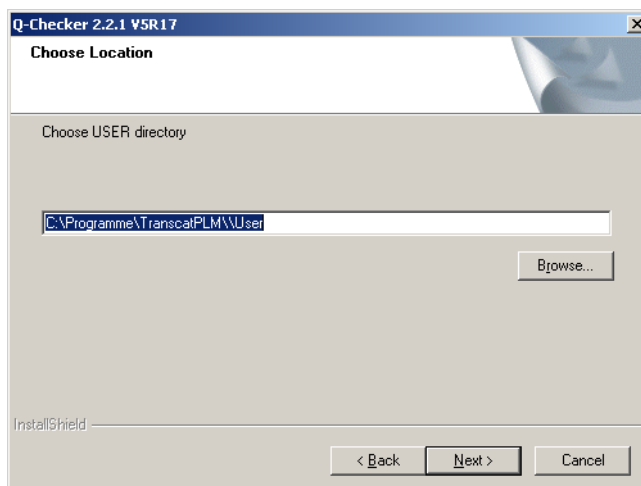 Q-Checker 2.2.1 V5R17
Choose Location
Choose USER directory
C:\Programme\TranscatPLM\\User
Browse...
InstallShield
< Back
Next >
Cancel